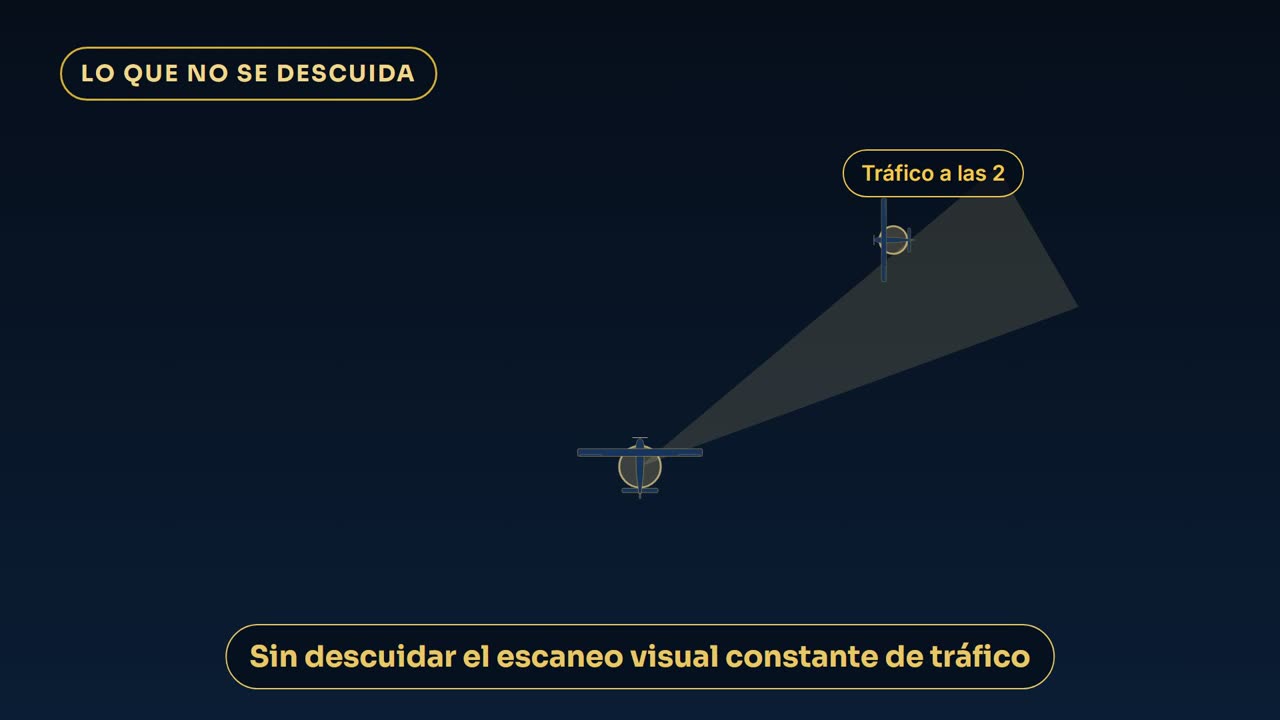 LO QUE NO SE DESCUIDA
Tráfico a las 2
Sin descuidar el escaneo visual constante de tráfico